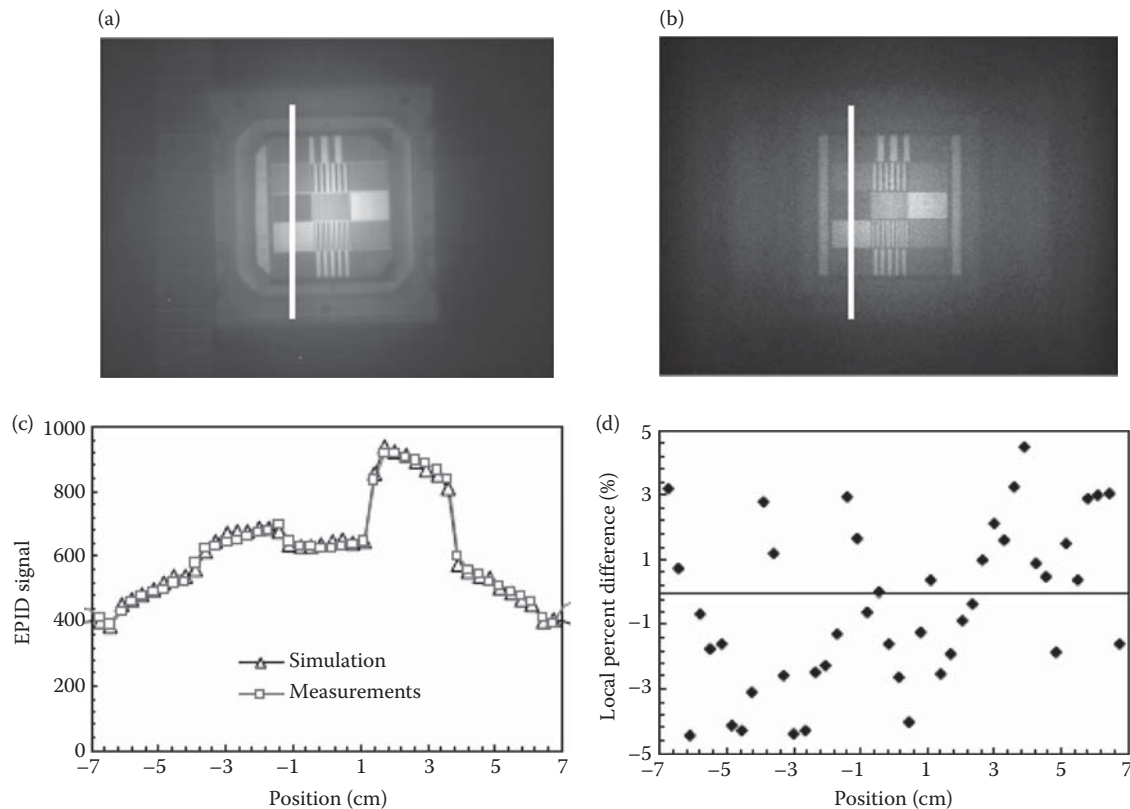 (a)
(b)
(c)
1000
800
600
400
200
0
EPID signal
Simulation
Measurements
−7
−5
−3
−1
1
3
5
7
Position (cm)
(d)
5
3
1
−1
−3
−5
Local percent difference (%)
−7
−5
−3
−1
1
3
5
7
Position (cm)